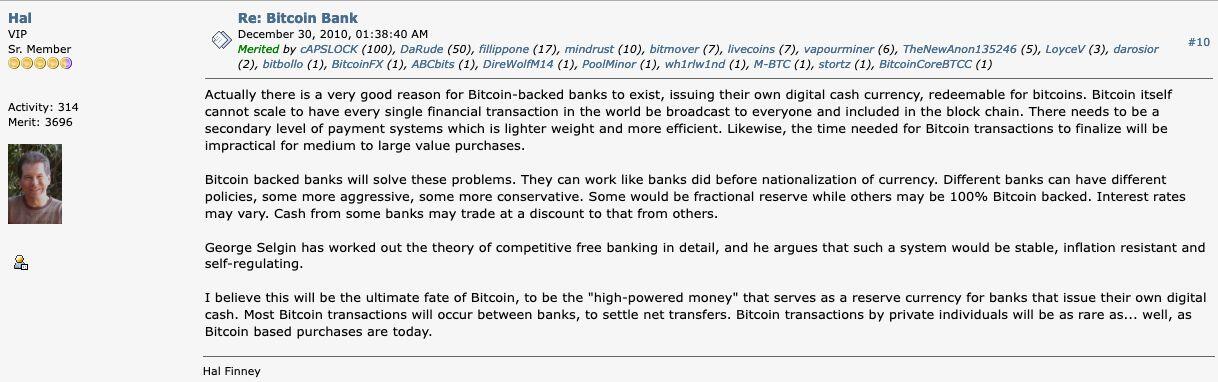 Hal
VIP
Sr. Member
Activity: 314
Merit: 3696
Re: Bitcoin Bank
December 30, 2010, 01:38:40 AM
#10
Merited by cAPSLOCK (100), DaRude (50), fillippone (17), mindrust (10), bitmover (7), livecoins (7), vapourminer (6), TheNewAnon135246 (5), LoyceV (3), darosior
(2), bitbollo (1), BitcoinFX (1), ABCbits (1), DireWolfM14 (1), PoolMinor (1), wh1rlw1nd (1), M-BTC (1), stortz (1), BitcoinCoreBTCC (1)
Actually there is a very good reason for Bitcoin-backed banks to exist, issuing their own digital cash currency, redeemable for bitcoins. Bitcoin itself
cannot scale to have every single financial transaction in the world be broadcast to everyone and included in the block chain. There needs to be a
secondary level of payment systems which is lighter weight and more efficient. Likewise, the time needed for Bitcoin transactions to finalize will be
impractical for medium to large value purchases.
Bitcoin backed banks will solve these problems. They can work like banks did before nationalization of currency. Different banks can have different
policies, some more aggressive, some more conservative. Some would be fractional reserve while others may be 100% Bitcoin backed. Interest rates
may vary. Cash from some banks may trade at a discount to that from others.
George Selgin has worked out the theory of competitive free banking in detail, and he argues that such a system would be stable, inflation resistant and
self-regulating.
I believe this will be the ultimate fate of Bitcoin, to be the "high-powered money" that serves as a reserve currency for banks that issue their own digital
cash. Most Bitcoin transactions will occur between banks, to settle net transfers. Bitcoin transactions by private individuals will be as rare as... well, as
Bitcoin based purchases are today.
Hal Finney